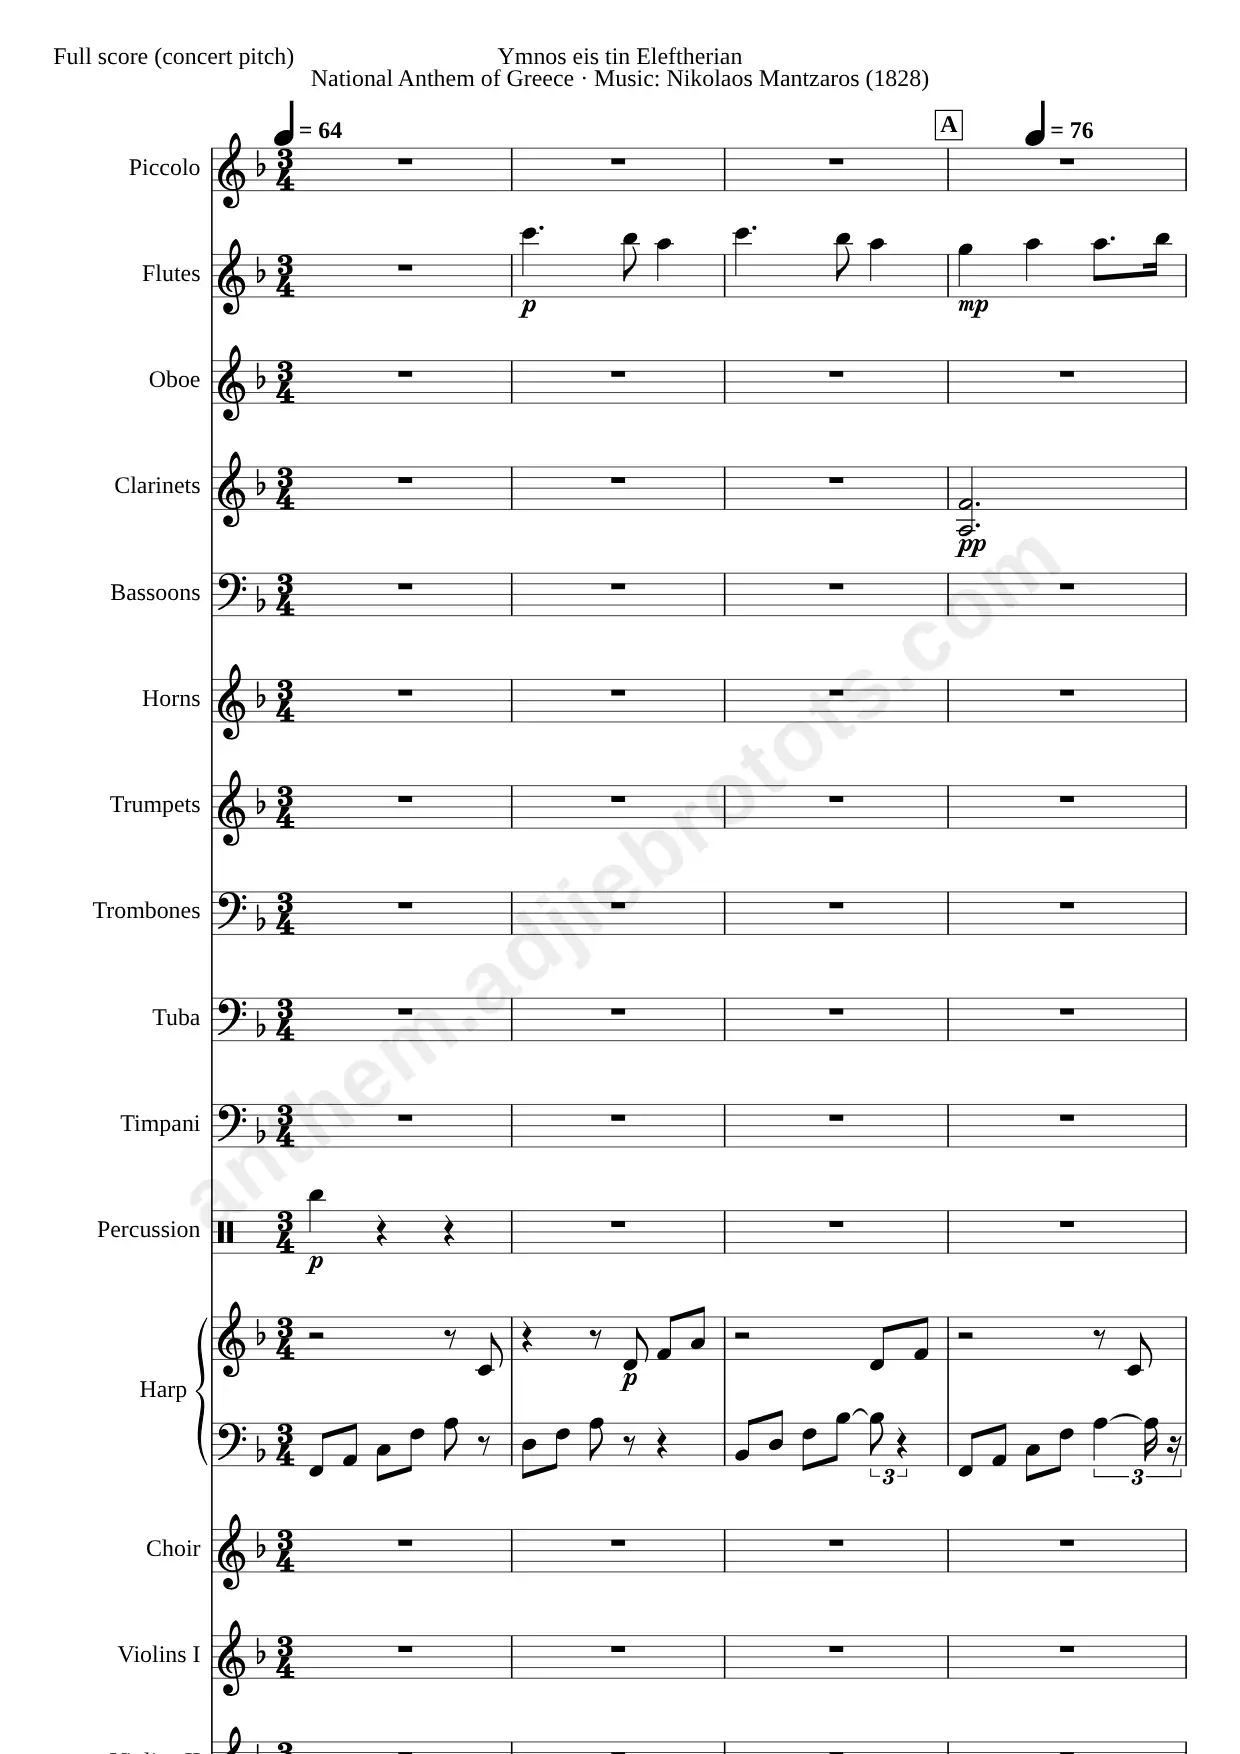 Full score (concert pitch)
Ymnos eis tin Eleftherian
National Anthem of Greece · Music: Nikolaos Mantzaros (1828)
= 64
A
= 76
Piccolo
Flutes
p
mp
Oboe
Clarinets
pp
Bassoons
Horns
Trumpets
Trombones
Tuba
Timpani
Percussion
p
Harp
p
3
3
Choir
Violins I
anthem.adjiebrotots.com